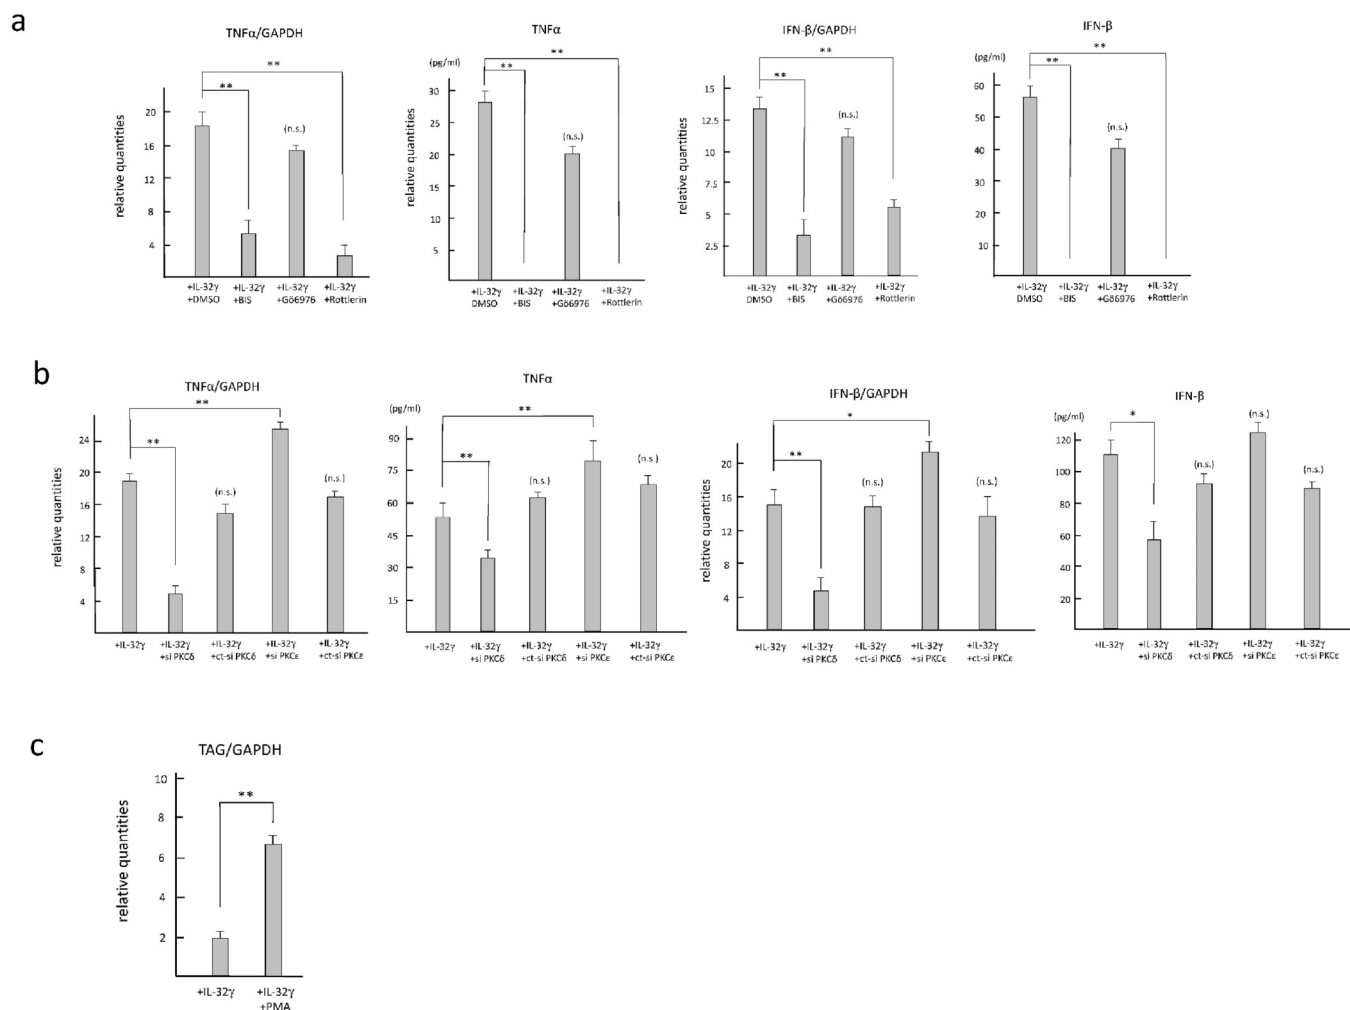 a
TNFα/GAPDH
**
**
relative quantities
20
16
12
8
4
+IL-32γ +IL-32γ +IL-32γ +IL-32γ
+DMSO +BIS +Gö6976 +Rottlerin
(n.s.)
TNFα
(pg/ml)
**
**
30
25
20
15
10
5
(n.s.)
+IL-32γ +IL-32γ +IL-32γ +IL-32γ
DMSO +BIS +Gö6976 +Rottlerin
IFN-β/GAPDH
**
**
relative quantities
15
12.5
10
7.5
5
2.5
(n.s.)
+IL-32γ +IL-32γ +IL-32γ +IL-32γ
DMSO +BIS +Gö6976 +Rottlerin
IFN-β
(pg/ml)
**
**
60
50
40
30
20
10
(n.s.)
+IL-32γ +IL-32γ +IL-32γ +IL-32γ
DMSO +BIS +Gö6976 +Rottlerin
b
TNFα/GAPDH
**
**
relative quantities
24
20
16
12
8
4
(n.s.) (n.s.)
+IL-32γ +IL-32γ +IL-32γ +IL-32γ +IL-32γ
+si PKCδ +ct-si PKCδ +si PKCε +ct-si PKCε
TNFα
(pg/ml)
**
**
90
75
60
45
30
15
(n.s.) (n.s.)
+IL-32γ +IL-32γ +IL-32γ +IL-32γ +IL-32γ
+si PKCδ +ct-si PKCδ +si PKCε +ct-si PKCε
IFN-β/GAPDH
*
**
relative quantities
20
16
12
8
4
(n.s.) (n.s.)
+IL-32γ +IL-32γ +IL-32γ +IL-32γ +IL-32γ
+si PKCδ +ct-si PKCδ +si PKCε +ct-si PKCε
IFN-β
(pg/ml)
*
120
100
80
60
40
20
(n.s.) (n.s.) (n.s.)
+IL-32γ +IL-32γ +IL-32γ +IL-32γ +IL-32γ
+si PKCδ +ct-si PKCδ +si PKCε +ct-si PKCε
c
TAG/GAPDH
**
relative quantities
10
8
6
4
2
+IL-32γ +IL-32γ
+PMA